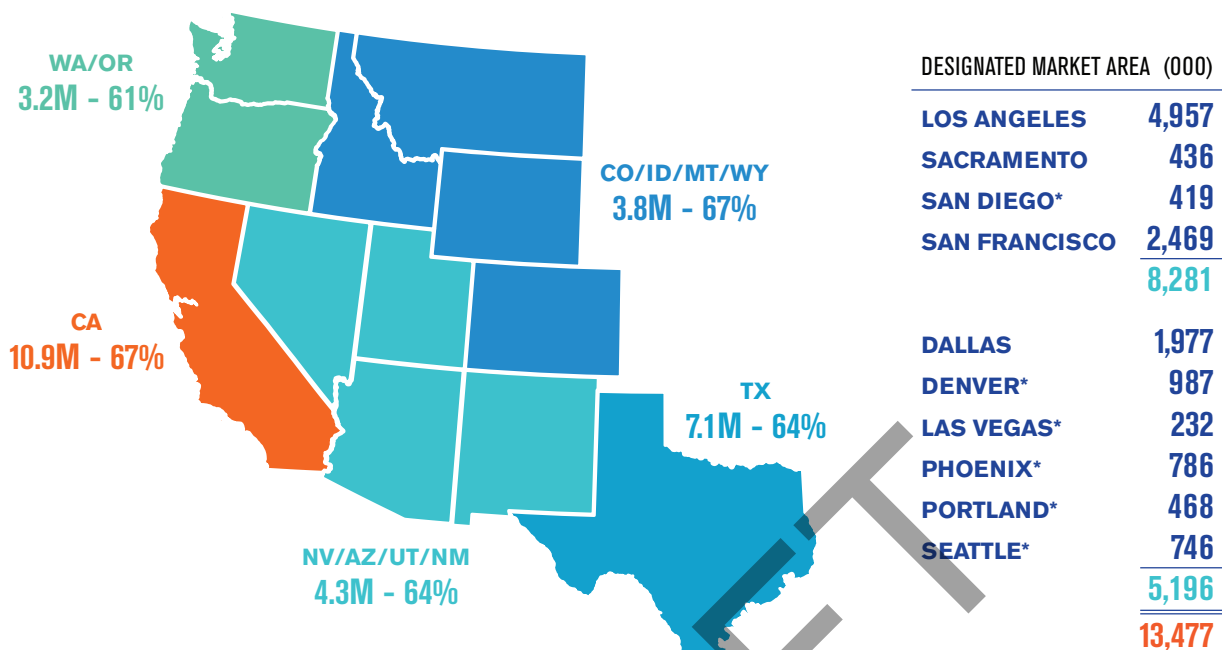 WA/OR
3.2M - 61%
CO/ID/MT/WY
3.8M - 67%
CA
10.9M - 67%
TX
7.1M - 64%
NV/AZ/UT/NM
4.3M - 64%
DESIGNATED MARKET AREA (000)
LOS ANGELES 4,957
SACRAMENTO 436
SAN DIEGO* 419
SAN FRANCISCO 2,469
8,281
DALLAS 1,977
DENVER* 987
LAS VEGAS* 232
PHOENIX* 786
PORTLAND* 468
SEATTLE* 746
5,196
13,477